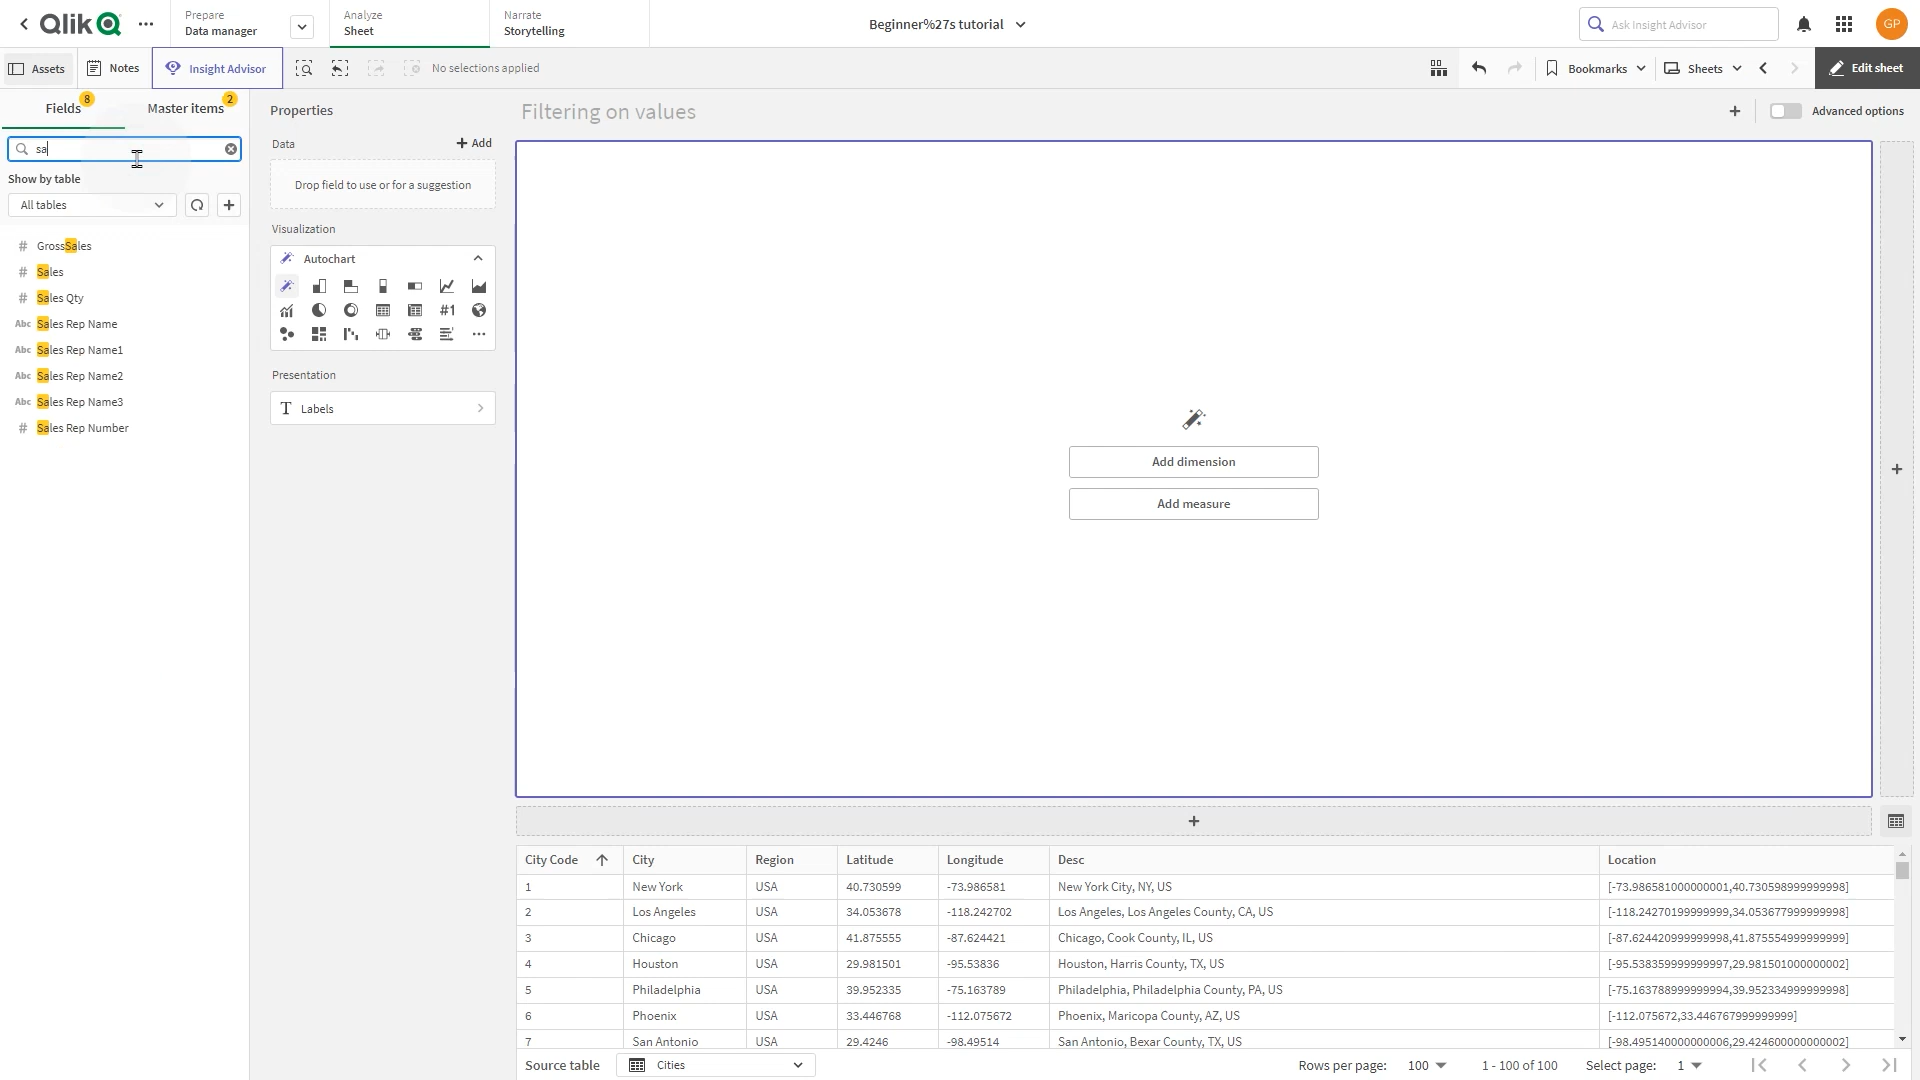 Qlik
Prepare
Data manager
Analyze
Sheet
Narrate
Storytelling
Beginner%27s tutorial
Ask Insight Advisor
GP
Assets
Notes
Insight Advisor
No selections applied
Bookmarks
Sheets
Edit sheet
Fields
8
Master items
2
sa
Show by table
All tables
# GrossSales
# Sales
# Sales Qty
Abc Sales Rep Name
Abc Sales Rep Name1
Abc Sales Rep Name2
Abc Sales Rep Name3
# Sales Rep Number
Properties
Data
Add
Drop field to use or for a suggestion
Visualization
Autochart
#1
Presentation
Labels
Filtering on values
Advanced options
Add dimension
Add measure
City Code City Region Latitude Longitude Desc Location
1 New York USA 40.730599 -73.986581 New York City, NY, US [-73.986581000000001,40.730598999999998]
2 Los Angeles USA 34.053678 -118.242702 Los Angeles, Los Angeles County, CA, US [-118.24270199999999,34.053677999999998]
3 Chicago USA 41.875555 -87.624421 Chicago, Cook County, IL, US [-87.624420999999998,41.875554999999999]
4 Houston USA 29.981501 -95.53836 Houston, Harris County, TX, US [-95.538359999999997,29.981501000000002]
5 Philadelphia USA 39.952335 -75.163789 Philadelphia, Philadelphia County, PA, US [-75.163788999999994,39.952334999999998]
6 Phoenix USA 33.446768 -112.075672 Phoenix, Maricopa County, AZ, US [-112.075672,33.446767999999999]
7 San Antonio USA 29.4246 -98.49514 San Antonio, Bexar County, TX, US [-98.495140000000006,29.424600000000002]
Source table
Cities
Rows per page: 100
1 - 100 of 100
Select page: 1